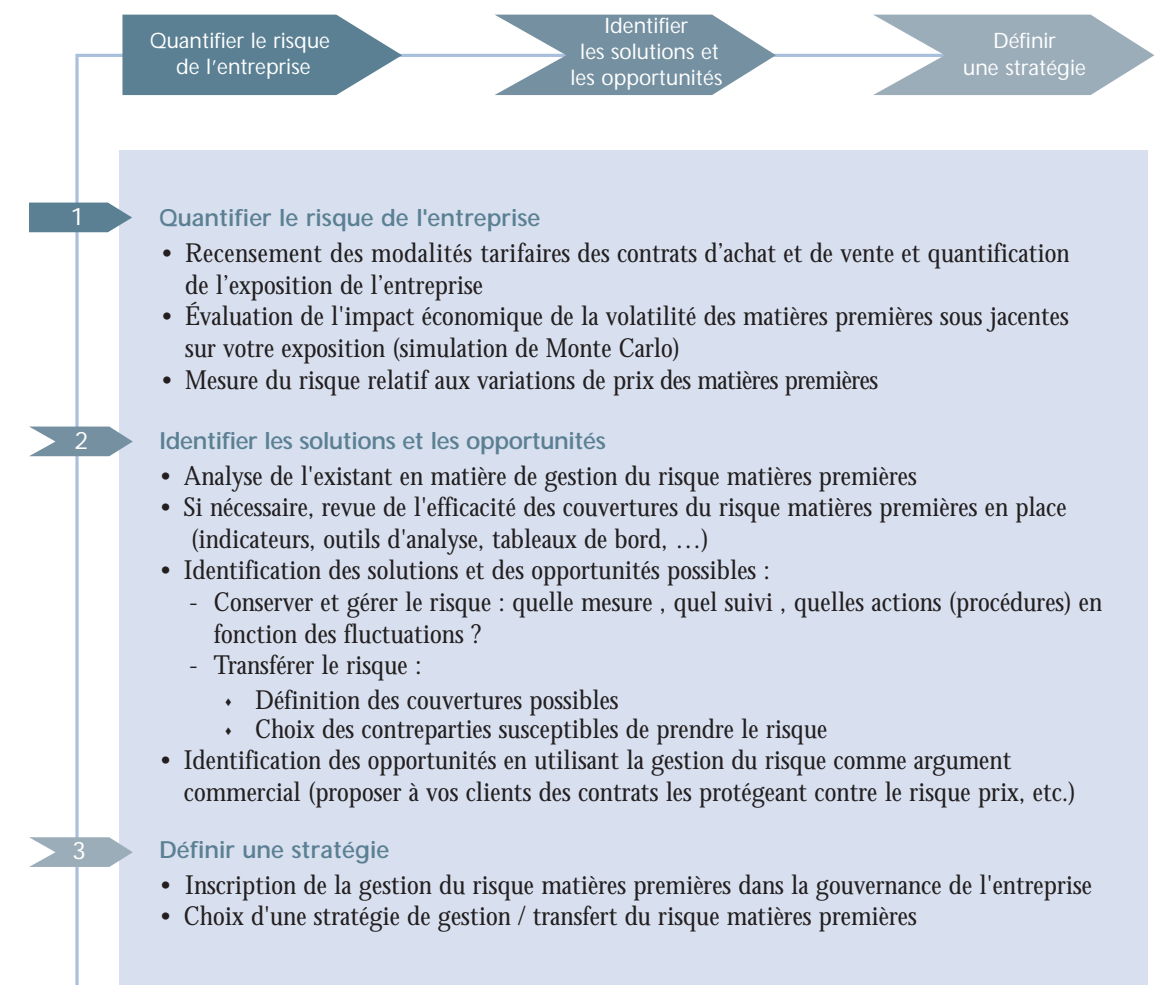 Quantifier le risque
de l’entreprise
Identifier
les solutions et
les opportunités
Définir
une stratégie
1
Quantifier le risque de l'entreprise
• Recensement des modalités tarifaires des contrats d’achat et de vente et quantification
de l’exposition de l’entreprise
• Évaluation de l'impact économique de la volatilité des matières premières sous jacentes
sur votre exposition (simulation de Monte Carlo)
• Mesure du risque relatif aux variations de prix des matières premières
2
Identifier les solutions et les opportunités
• Analyse de l'existant en matière de gestion du risque matières premières
• Si nécessaire, revue de l'efficacité des couvertures du risque matières premières en place
(indicateurs, outils d'analyse, tableaux de bord, …)
• Identification des solutions et des opportunités possibles :
- Conserver et gérer le risque : quelle mesure , quel suivi , quelles actions (procédures) en
fonction des fluctuations ?
- Transférer le risque :
⬩ Définition des couvertures possibles
⬩ Choix des contreparties susceptibles de prendre le risque
• Identification des opportunités en utilisant la gestion du risque comme argument
commercial (proposer à vos clients des contrats les protégeant contre le risque prix, etc.)
3
Définir une stratégie
• Inscription de la gestion du risque matières premières dans la gouvernance de l'entreprise
• Choix d'une stratégie de gestion / transfert du risque matières premières